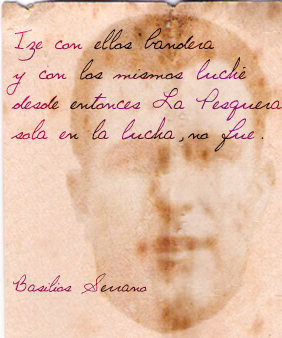 Ize con ellos bandera
y con los mismos luché
desde entonces La Pesquera
sola en la lucha, no fue.
Basilios Serrano